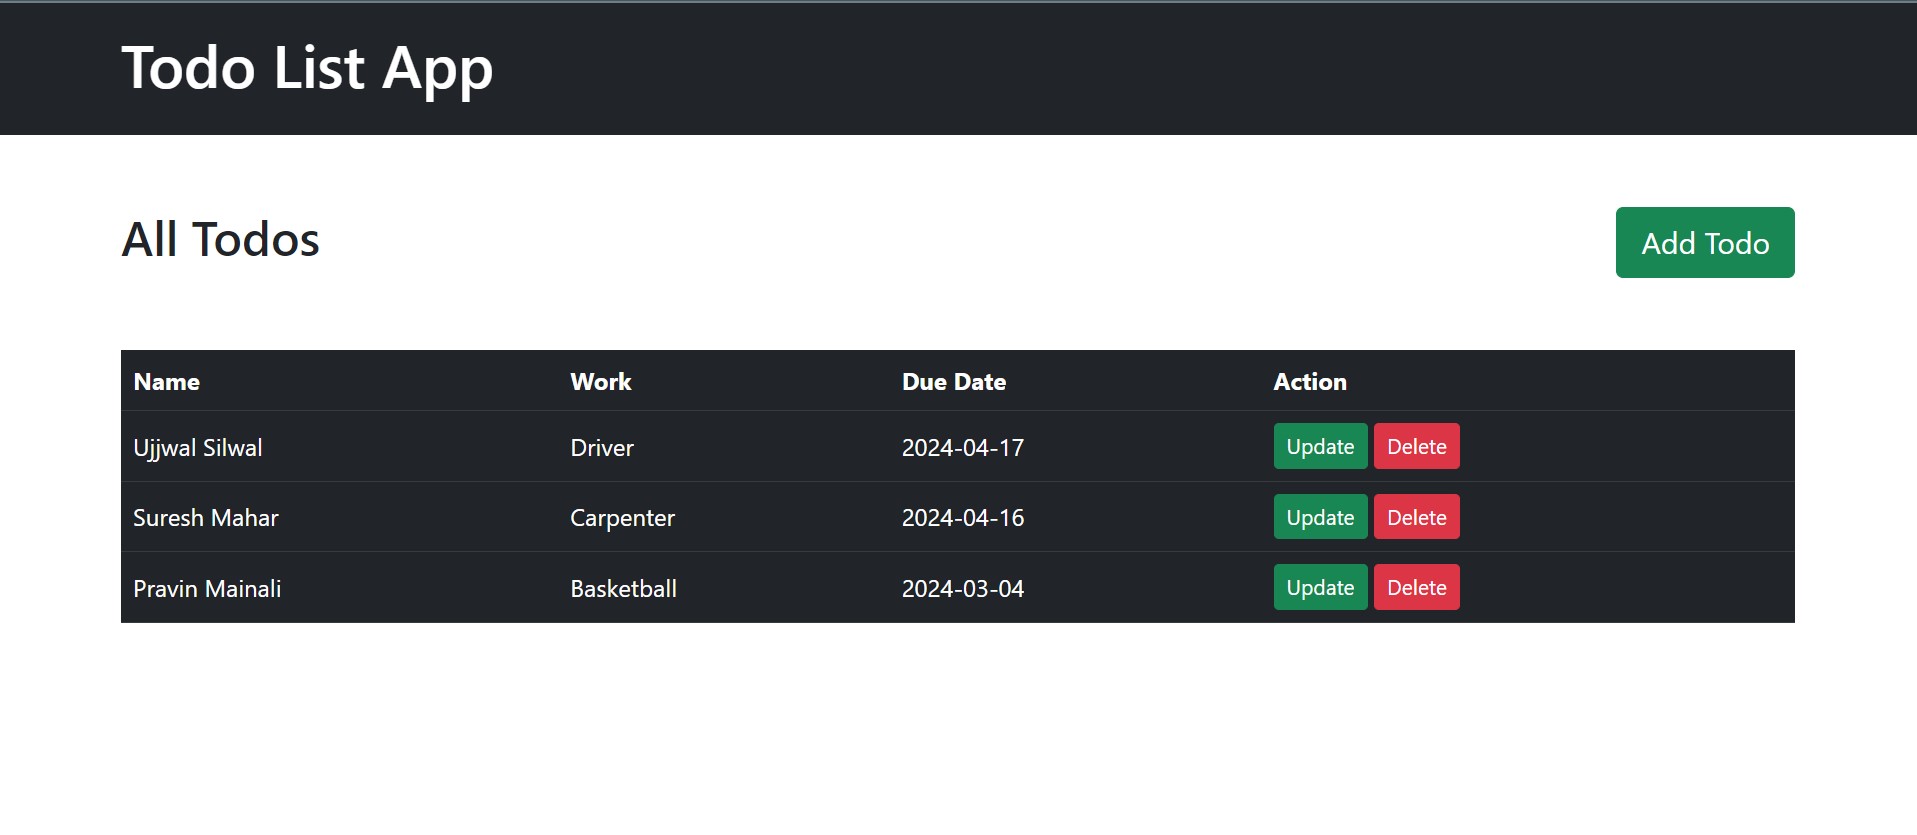 Todo List App
All Todos
Add Todo
Name Work Due Date Action
Ujjwal Silwal Driver 2024-04-17 Update Delete
Suresh Mahar Carpenter 2024-04-16 Update Delete
Pravin Mainali Basketball 2024-03-04 Update Delete